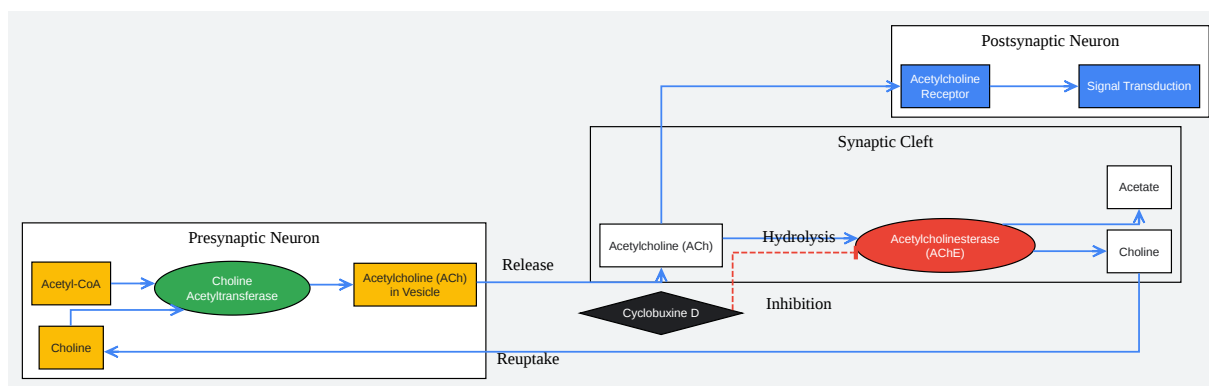 Postsynaptic Neuron
Acetylcholine
Receptor
Signal Transduction
Synaptic Cleft
Acetate
Acetylcholine (ACh)
Hydrolysis
Acetylcholinesterase
(AChE)
Choline
Presynaptic Neuron
Acetyl-CoA
Choline
Acetyltransferase
Acetylcholine (ACh)
in Vesicle
Release
Cyclobuxine D
Inhibition
Choline
Reuptake